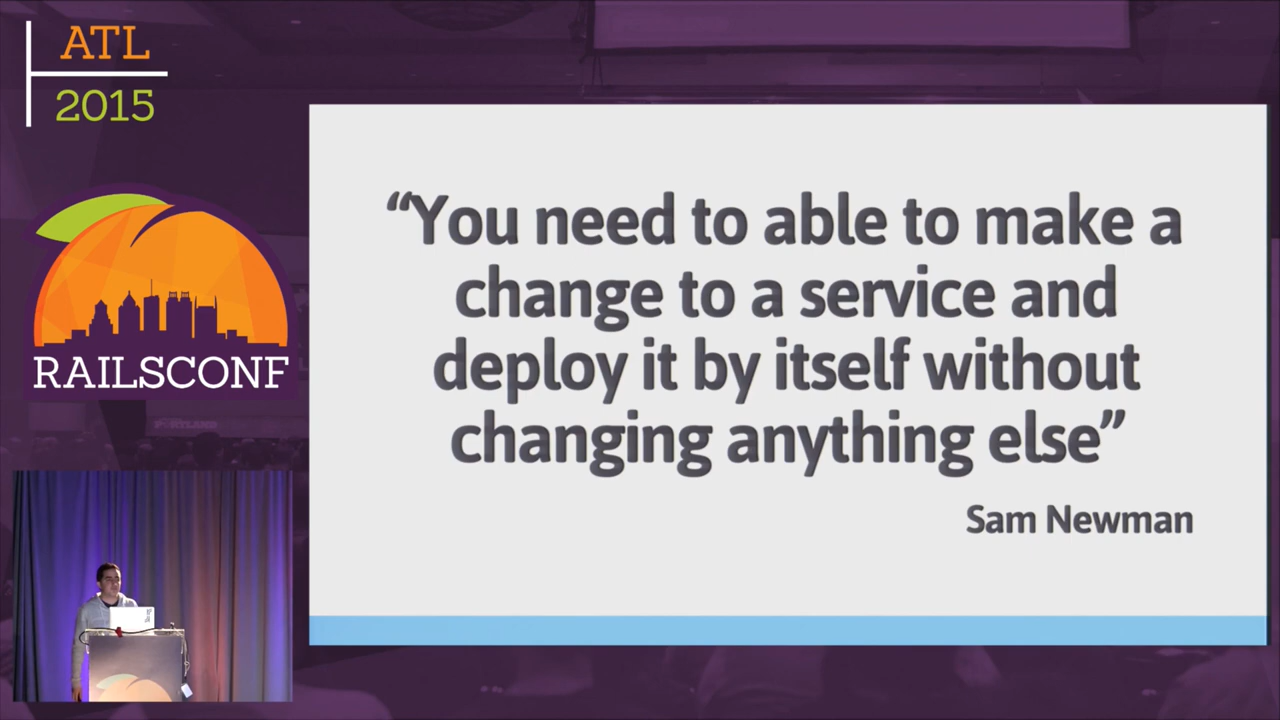 ATL
2015
RAILSCONF
“You need to able to make a
change to a service and
deploy it by itself without
changing anything else”
Sam Newman
PORTLAND